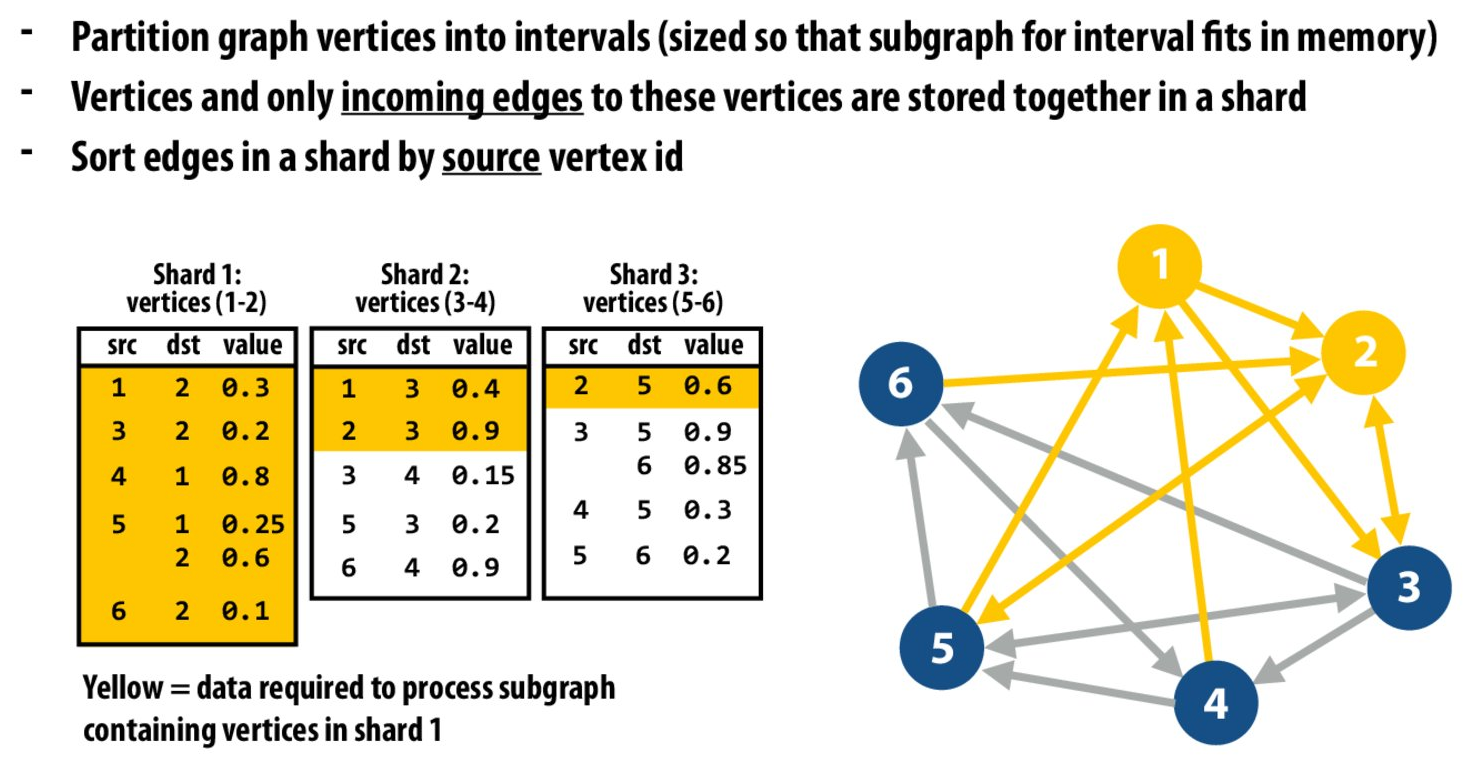 - Partition graph vertices into intervals (sized so that subgraph for interval fits in memory)
- Vertices and only incoming edges to these vertices are stored together in a shard
- Sort edges in a shard by source vertex id
Shard 1:
vertices (1-2)
src dst value
1 2 0.3
3 2 0.2
4 1 0.8
5 1 0.25
2 0.6
6 2 0.1
Shard 2:
vertices (3-4)
src dst value
1 3 0.4
2 3 0.9
3 4 0.15
5 3 0.2
6 4 0.9
Shard 3:
vertices (5-6)
src dst value
2 5 0.6
3 5 0.9
6 0.85
4 5 0.3
5 6 0.2
Yellow = data required to process subgraph
containing vertices in shard 1
1
2
6
3
5
4